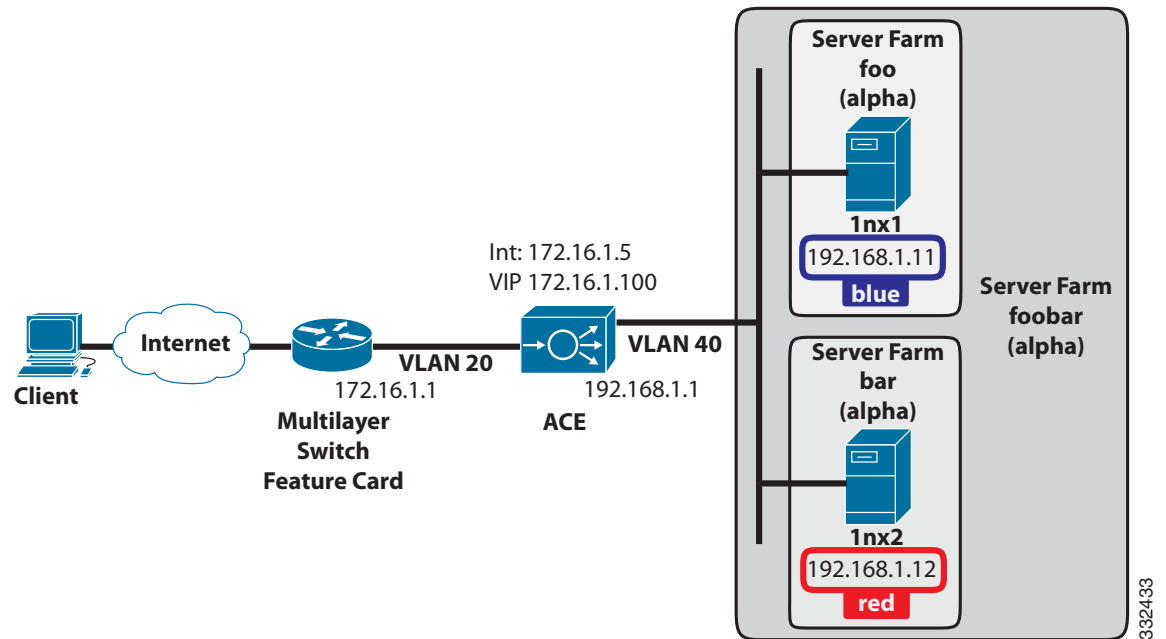 Client
Internet
172.16.1.1
Multilayer
Switch
Feature Card
VLAN 20
Int: 172.16.1.5
VIP 172.16.1.100
ACE
VLAN 40
192.168.1.1
Server Farm
foo
(alpha)
1nx1
192.168.1.11
blue
Server Farm
bar
(alpha)
1nx2
192.168.1.12
red
Server Farm
foobar
(alpha)
332433